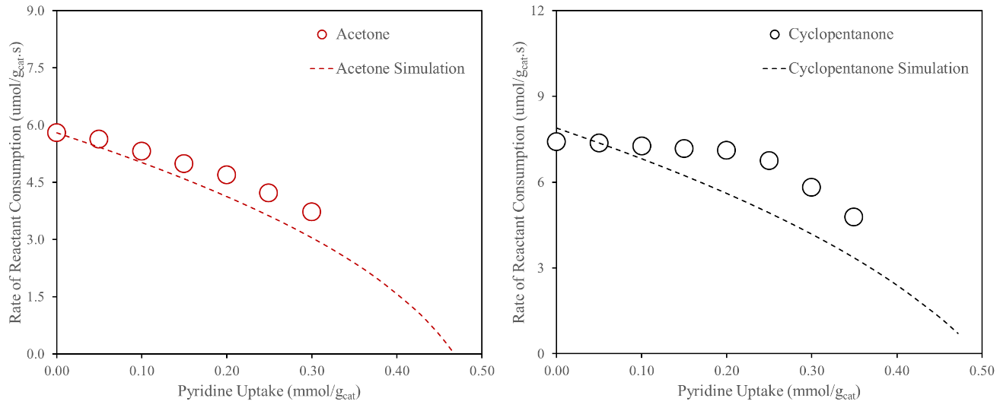 Rate of Reactant Consumption (umol/gcat·s)
9.0
7.5
6.0
4.5
3.0
1.5
0.0
Acetone
Acetone Simulation
0.00 0.10 0.20 0.30 0.40 0.50
Pyridine Uptake (mmol/gcat)
Rate of Reactant Consumption (umol/gcat·s)
12
9
6
3
0
Cyclopentanone
Cyclopentanone Simulation
0.00 0.10 0.20 0.30 0.40 0.50
Pyridine Uptake (mmol/gcat)